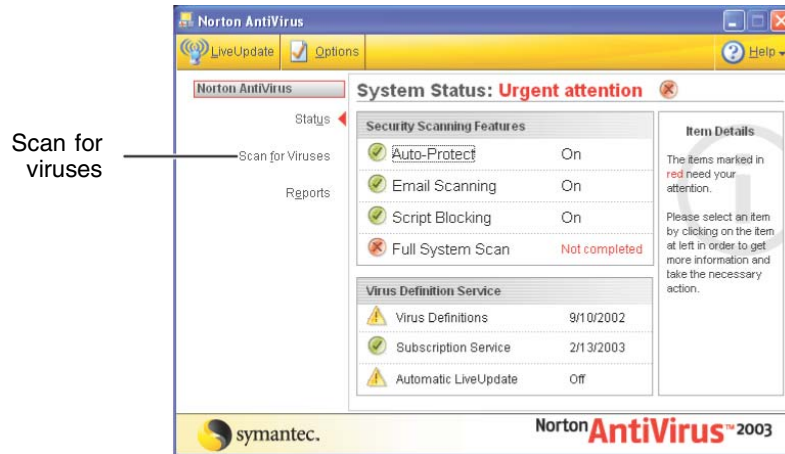 Norton AntiVirus
LiveUpdate Options Help
Scan for
viruses
Norton AntiVirus
Status
Scan for Viruses
Reports
System Status: Urgent attention
Security Scanning Features
Auto-Protect On
Email Scanning On
Script Blocking On
Full System Scan Not completed
Virus Definition Service
Virus Definitions 9/10/2002
Subscription Service 2/13/2003
Automatic LiveUpdate Off
Item Details
The items marked in
red need your
attention.
Please select an item
by clicking on the item
at left in order to get
more information and
take the necessary
action.
symantec.
Norton AntiVirus™ 2003